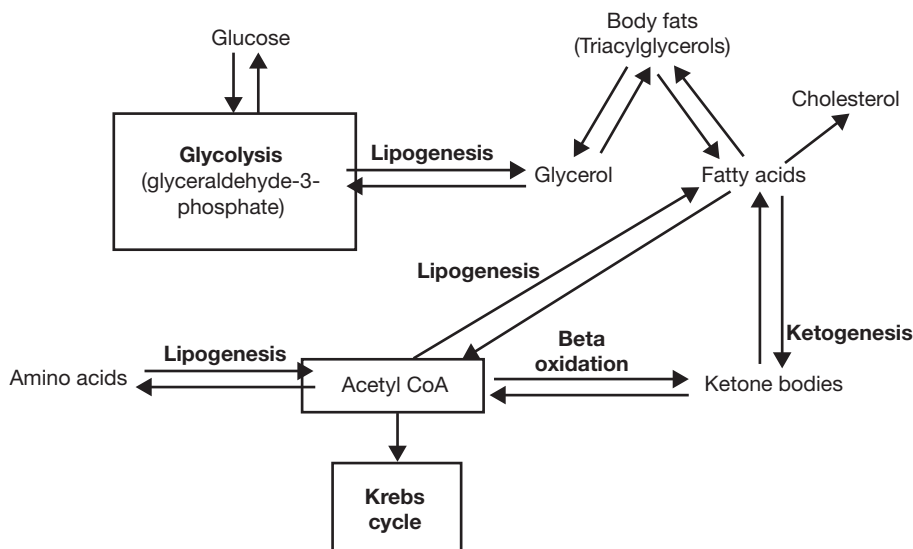 Glucose
Body fats
(Triacylglycerols)
Cholesterol
Glycolysis
(glyceraldehyde-3-
phosphate)
Lipogenesis
Glycerol
Fatty acids
Lipogenesis
Ketogenesis
Beta
oxidation
Lipogenesis
Amino acids
Acetyl CoA
Ketone bodies
Krebs
cycle